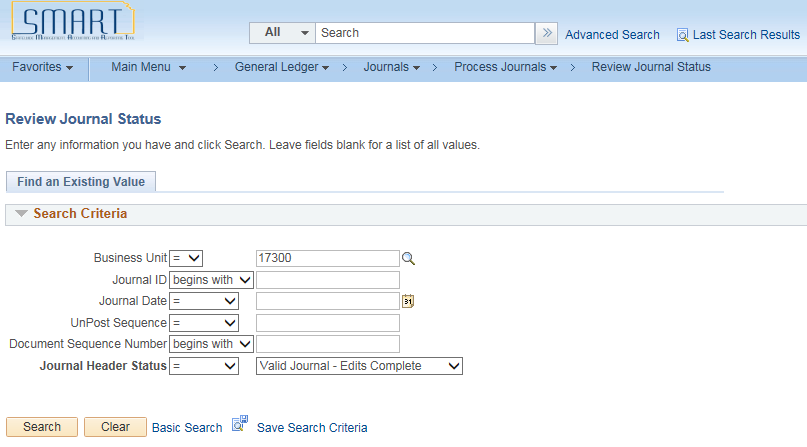 SMART
All Search Advanced Search Last Search Results
Favorites Main Menu General Ledger Journals Process Journals Review Journal Status
Review Journal Status
Enter any information you have and click Search. Leave fields blank for a list of all values.
Find an Existing Value
Search Criteria
Business Unit = 17300
Journal ID begins with
Journal Date = 31
UnPost Sequence =
Document Sequence Number begins with
Journal Header Status = Valid Journal - Edits Complete
Search Clear Basic Search Save Search Criteria